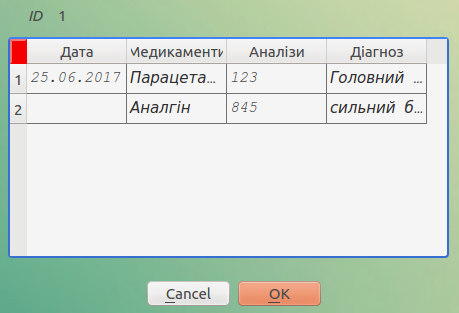 ID 1
Дата Медикаменти Аналізи Діагноз
1 25.06.2017 Парацета... 123 Головний ...
2 Аналгін 845 сильний б...
Cancel OK